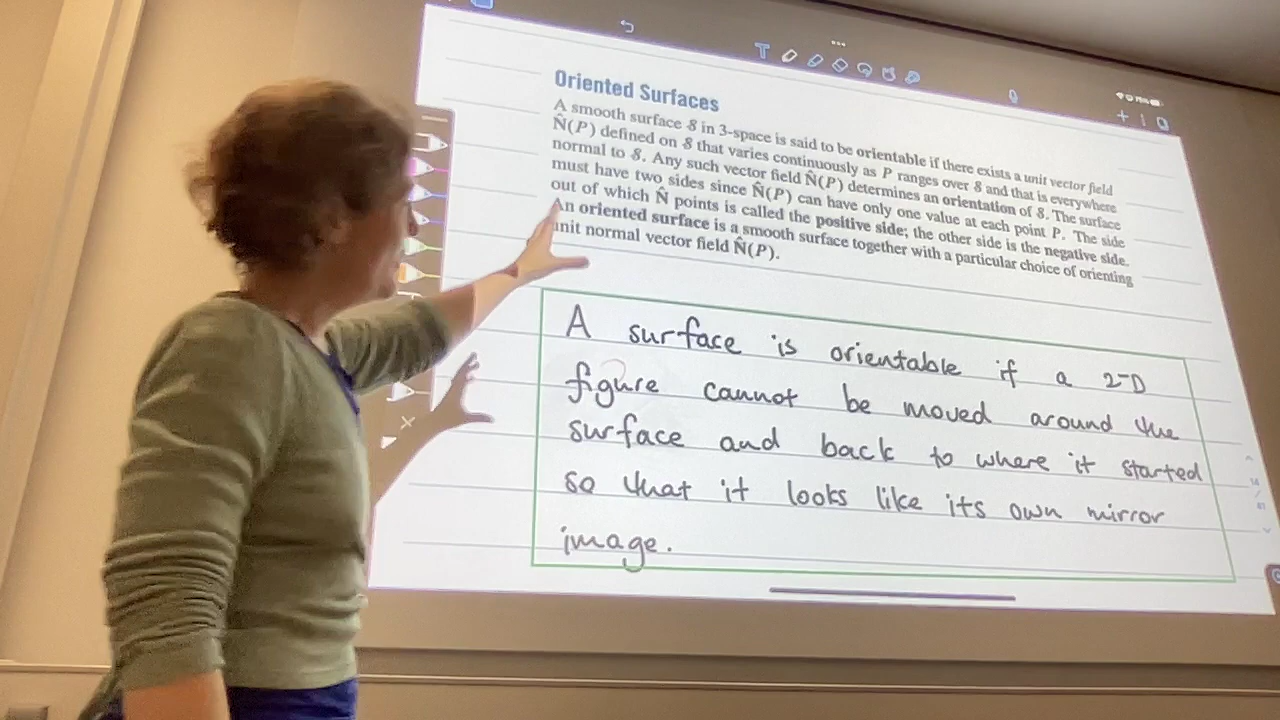 Oriented Surfaces
A smooth surface 𝒮 in 3-space is said to be orientable if there exists a unit vector field
N̂(P) defined on 𝒮 that varies continuously as P ranges over 𝒮 and that is everywhere
normal to 𝒮. Any such vector field N̂(P) determines an orientation of 𝒮. The surface
must have two sides since N̂(P) can have only one value at each point P. The side
out of which N̂ points is called the positive side; the other side is the negative side.
An oriented surface is a smooth surface together with a particular choice of orienting
unit normal vector field N̂(P).
A surface is orientable if a 2-D
figure cannot be moved around the
surface and back to where it started
so that it looks like its own mirror
image.